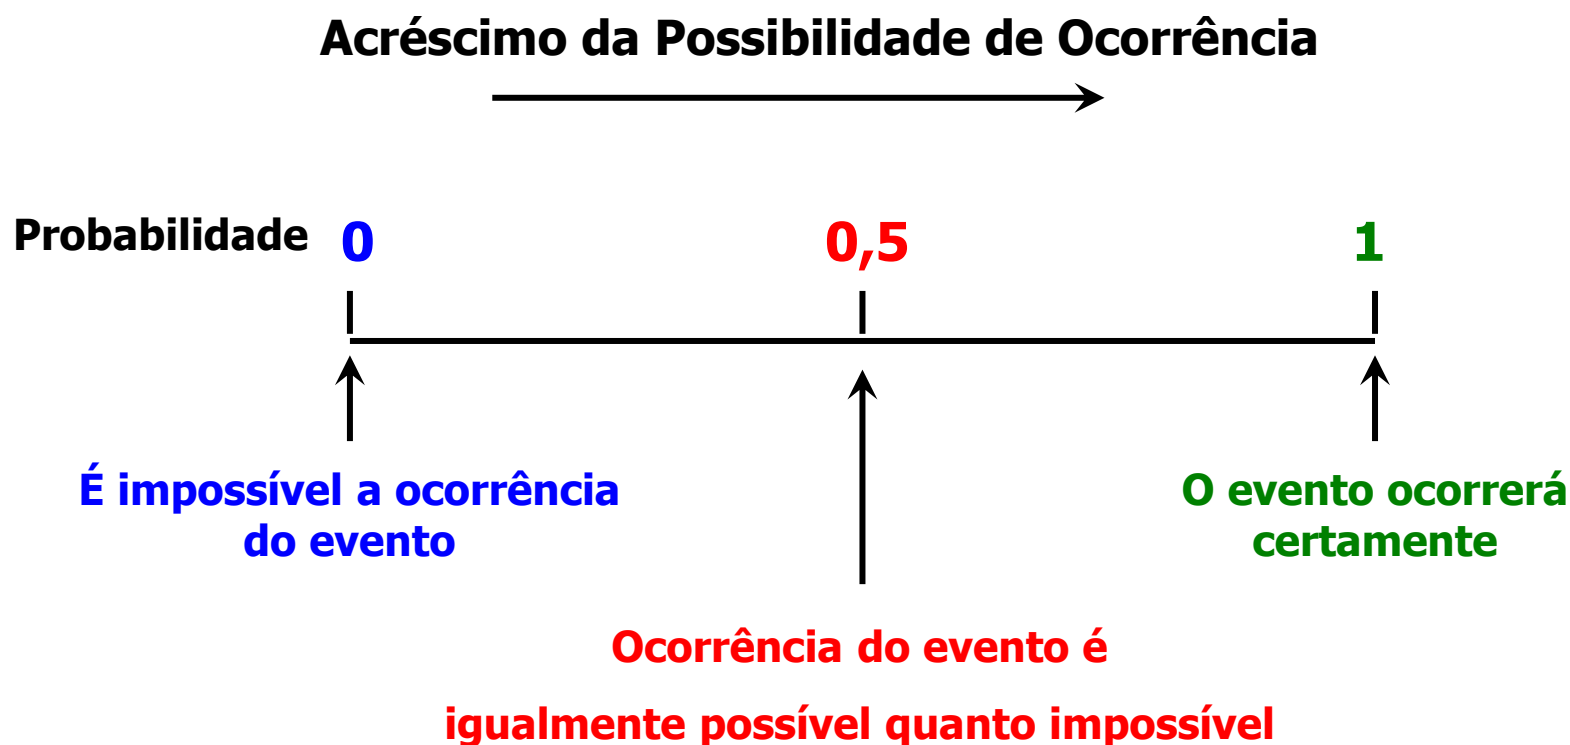 Acréscimo da Possibilidade de Ocorrência
Probabilidade 0 0,5 1
É impossível a ocorrência
do evento
O evento ocorrerá
certamente
Ocorrência do evento é
igualmente possível quanto impossível